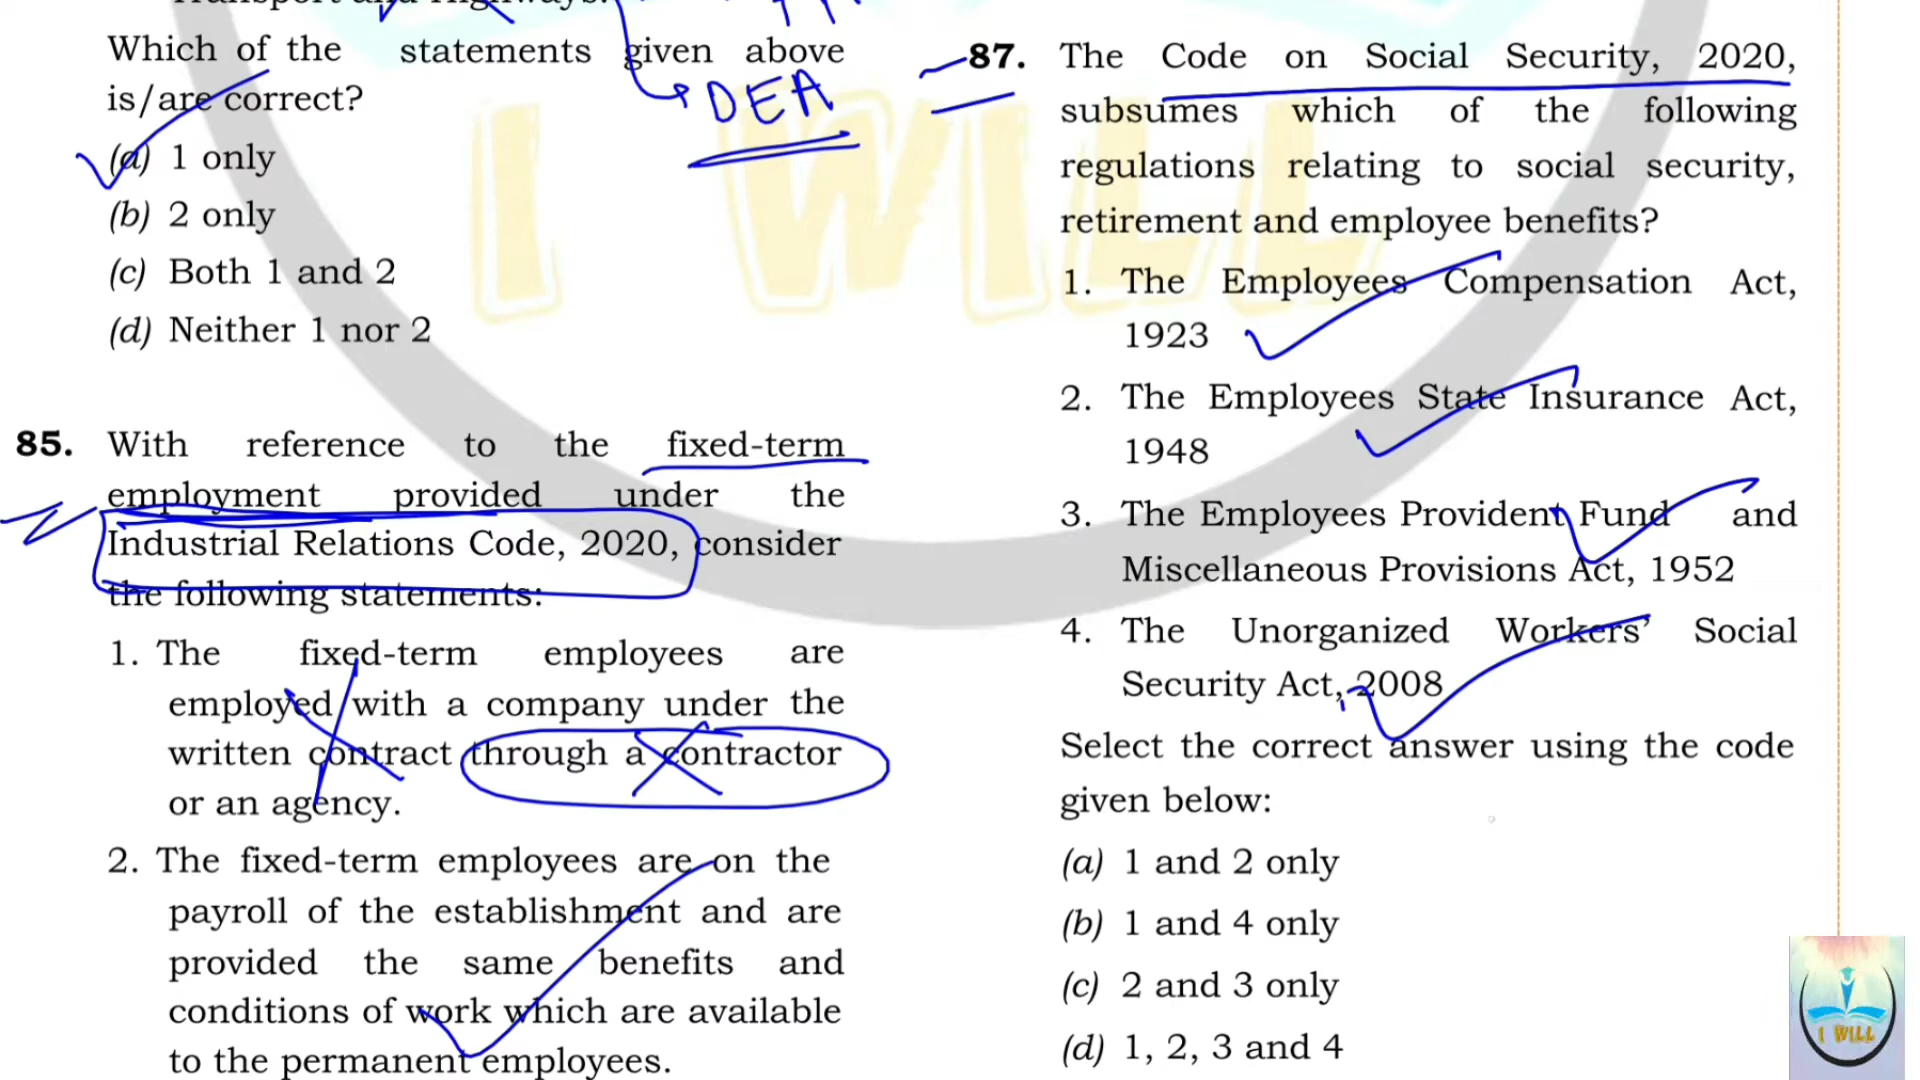 Transport and Highways.
Which of the statements given above
is/are correct?
(a) 1 only
(b) 2 only
(c) Both 1 and 2
(d) Neither 1 nor 2
DEA
85. With reference to the fixed-term
employment provided under the
Industrial Relations Code, 2020, consider
the following statements:
1. The fixed-term employees are
employed with a company under the
written contract through a contractor
or an agency.
2. The fixed-term employees are on the
payroll of the establishment and are
provided the same benefits and
conditions of work which are available
to the permanent employees.
87. The Code on Social Security, 2020,
subsumes which of the following
regulations relating to social security,
retirement and employee benefits?
1. The Employees Compensation Act,
1923
2. The Employees State Insurance Act,
1948
3. The Employees Provident Fund and
Miscellaneous Provisions Act, 1952
4. The Unorganized Workers' Social
Security Act, 2008
Select the correct answer using the code
given below:
(a) 1 and 2 only
(b) 1 and 4 only
(c) 2 and 3 only
(d) 1, 2, 3 and 4
I WILL
I WILL